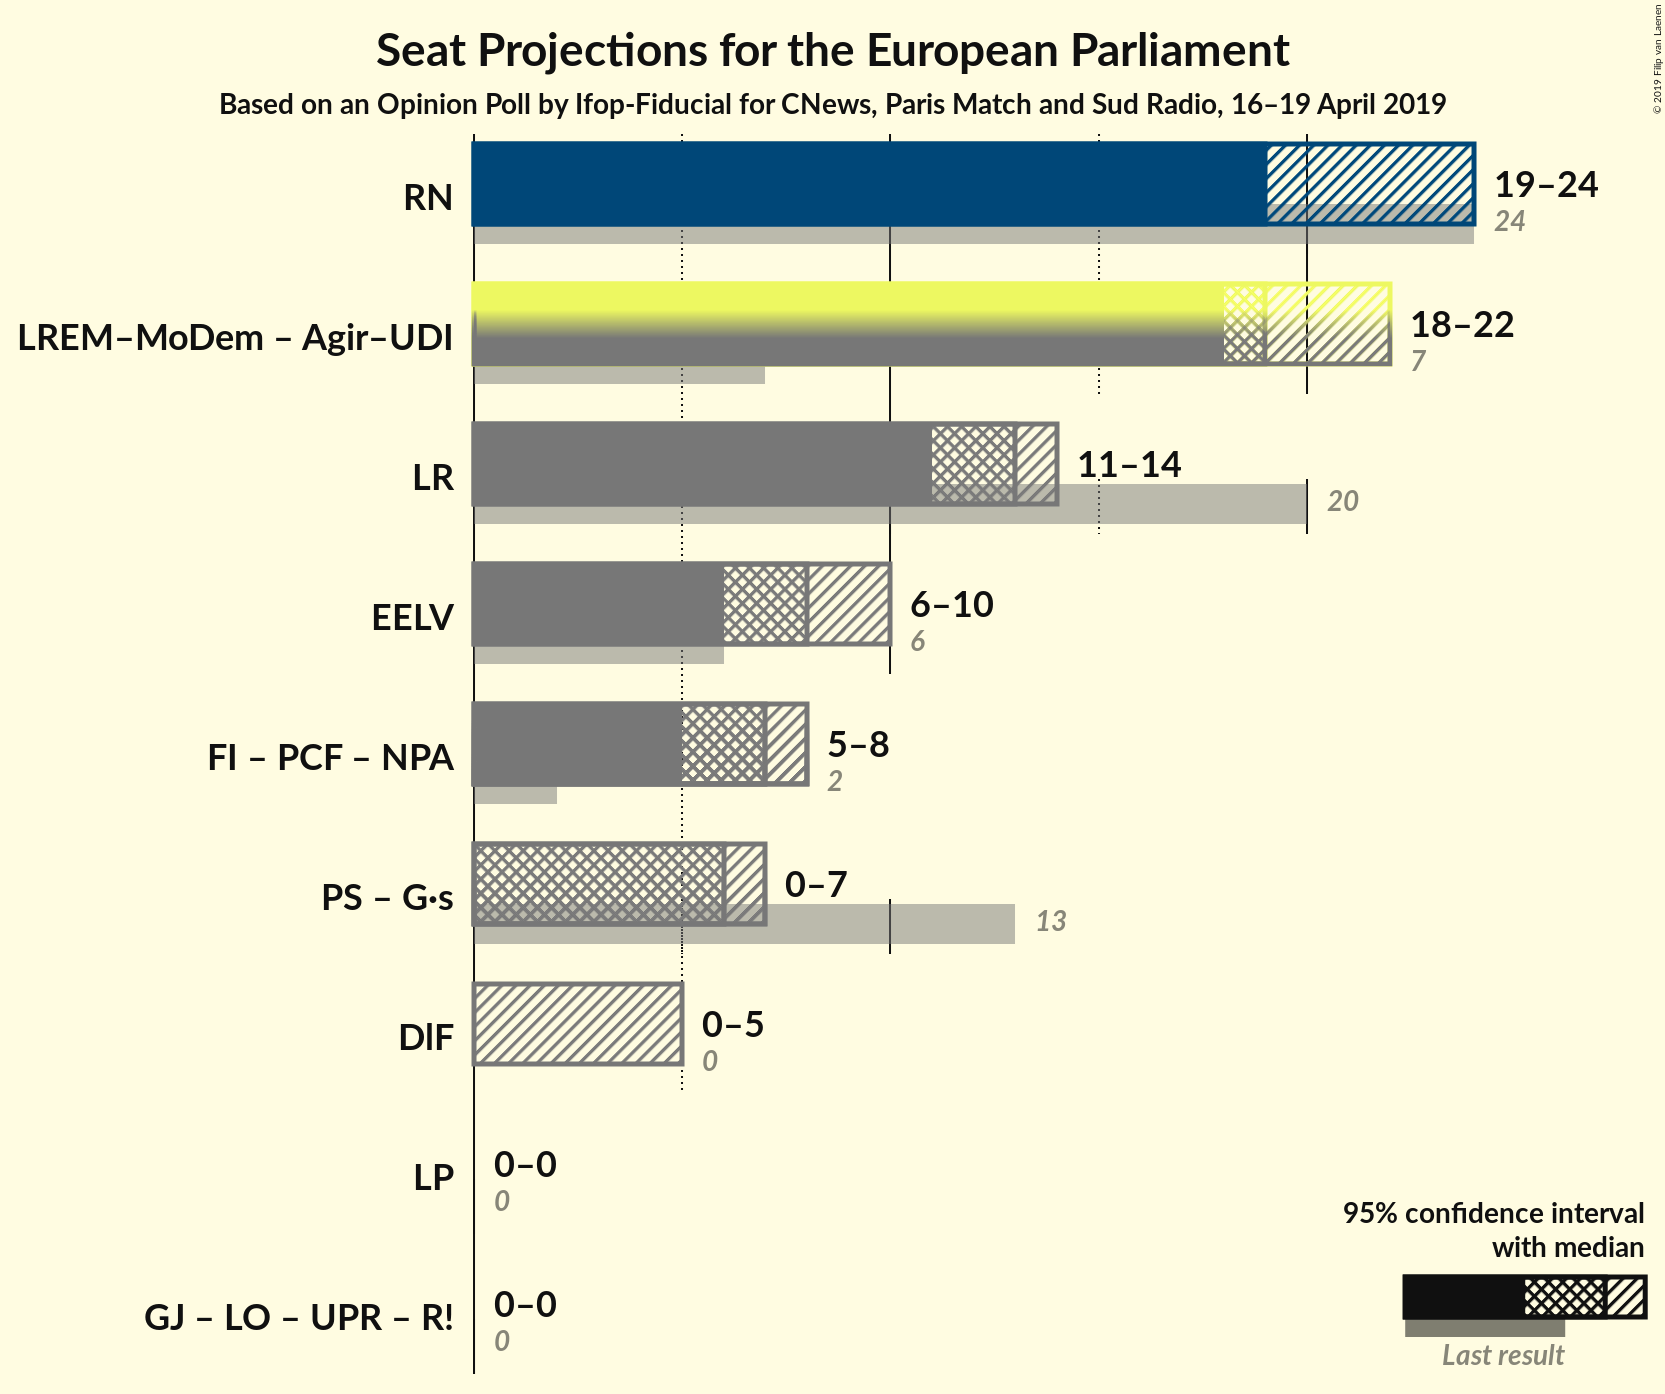 Seat Projections for the European Parliament
Based on an Opinion Poll by Ifop-Fiducial for CNews, Paris Match and Sud Radio, 16–19 April 2019
© 2019 Filip van Laenen
RN
19–24
24
LREM–MoDem – Agir–UDI
18–22
7
LR
11–14
20
EELV
6–10
6
FI – PCF – NPA
5–8
2
PS – G·s
0–7
13
DlF
0–5
0
LP
0–0
0
GJ – LO – UPR – R!
0–0
0
95% confidence interval
with median
Last result